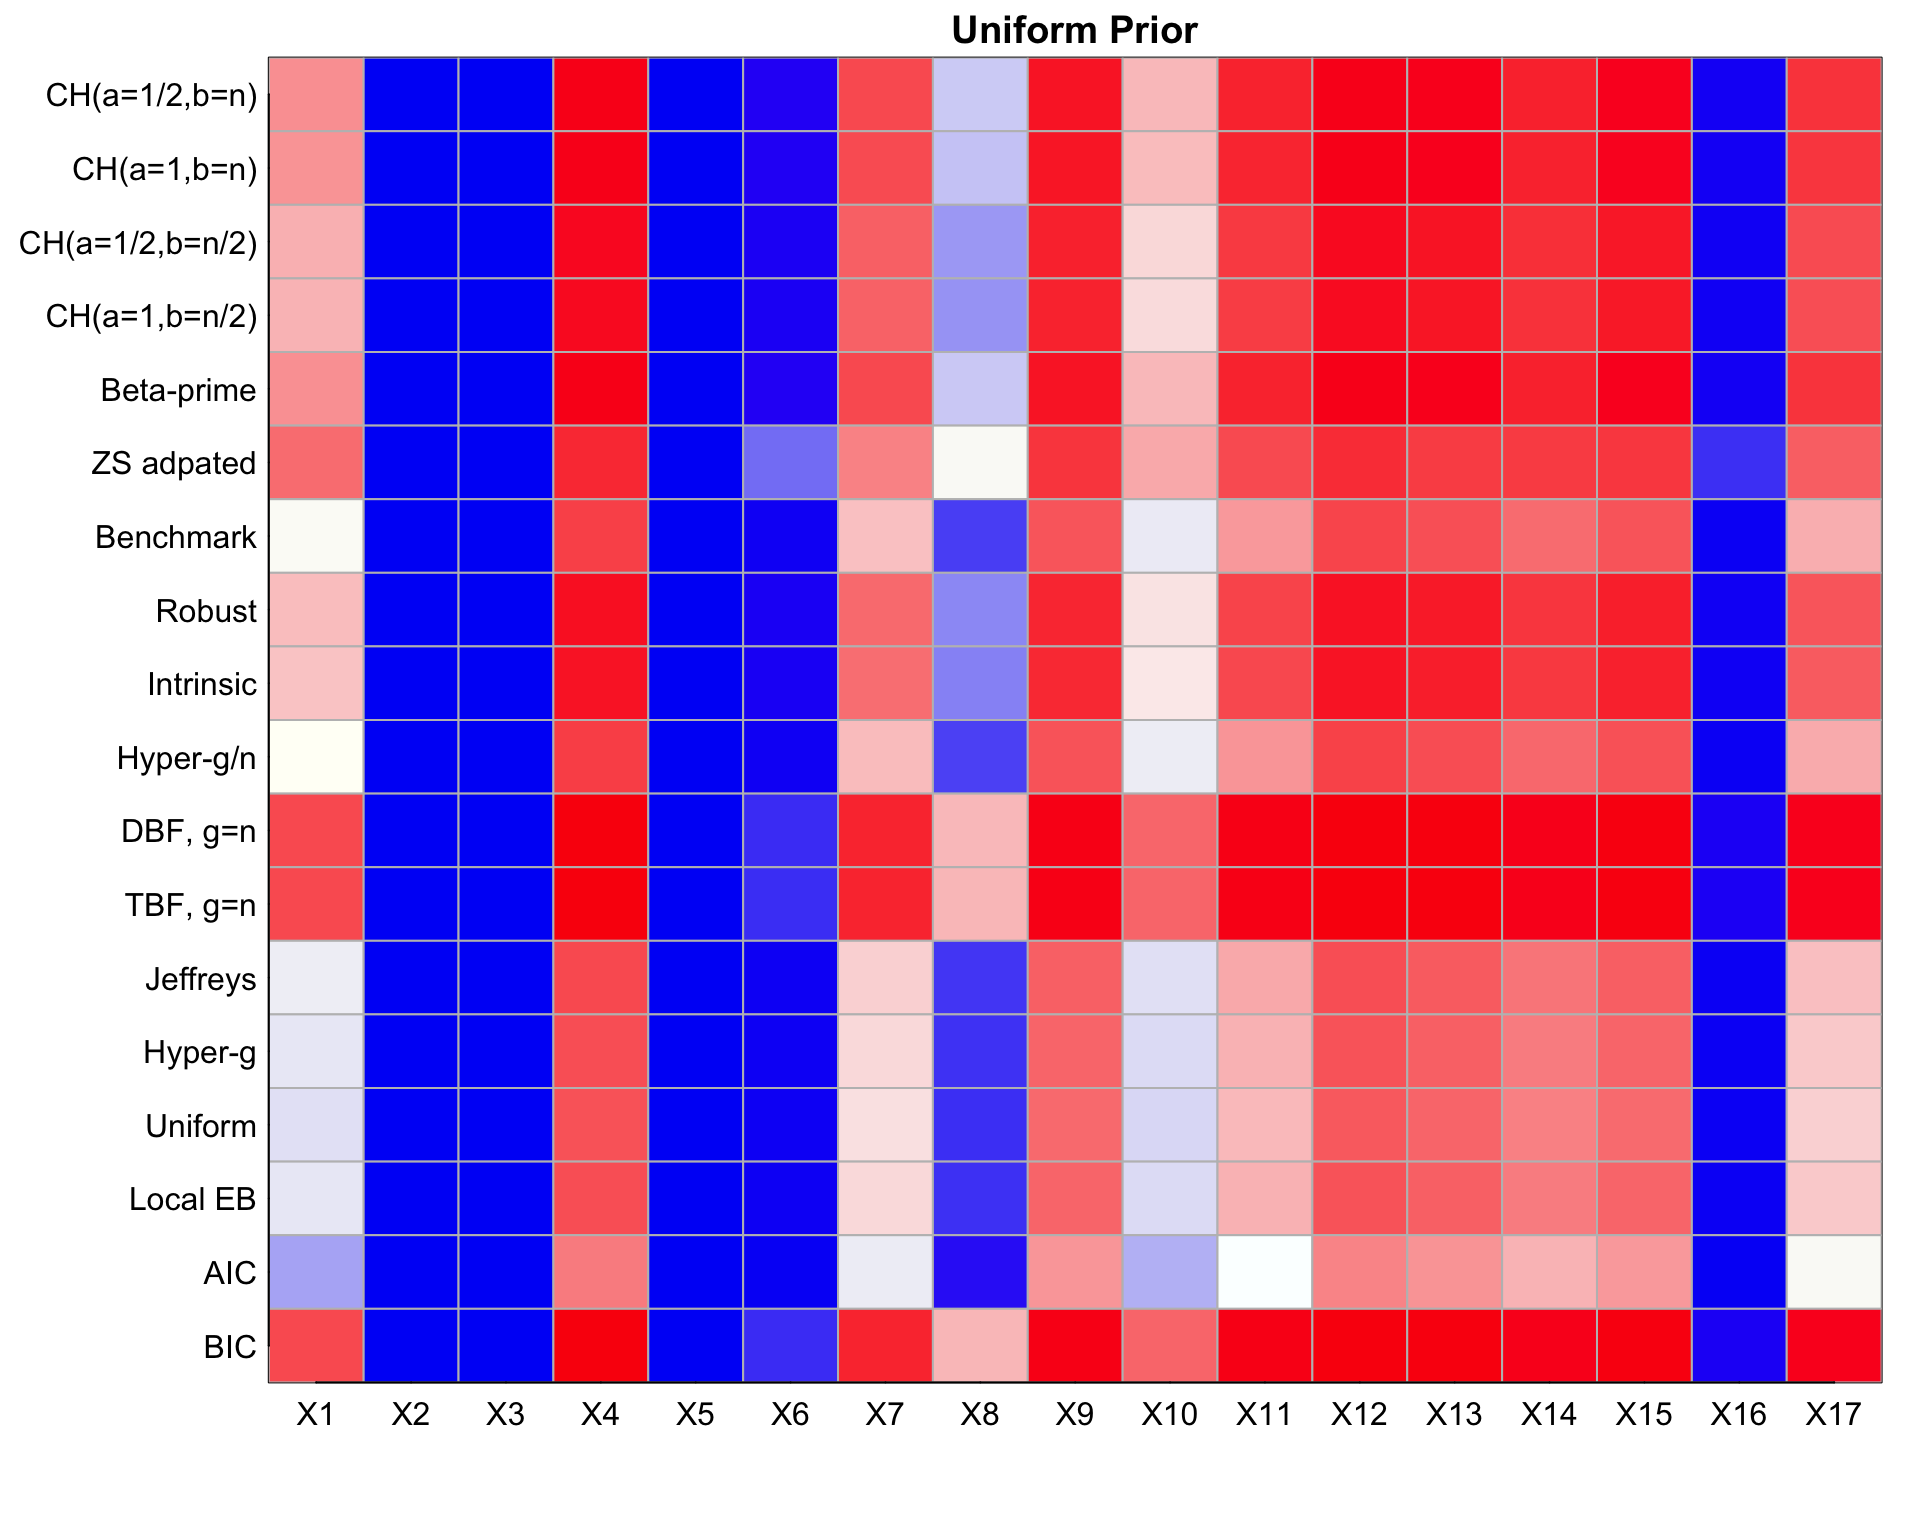 Uniform Prior
CH(a=1/2,b=n)
CH(a=1,b=n)
CH(a=1/2,b=n/2)
CH(a=1,b=n/2)
Beta-prime
ZS adpated
Benchmark
Robust
Intrinsic
Hyper-g/n
DBF, g=n
TBF, g=n
Jeffreys
Hyper-g
Uniform
Local EB
AIC
BIC
X1 X2 X3 X4 X5 X6 X7 X8 X9 X10 X11 X12 X13 X14 X15 X16 X17